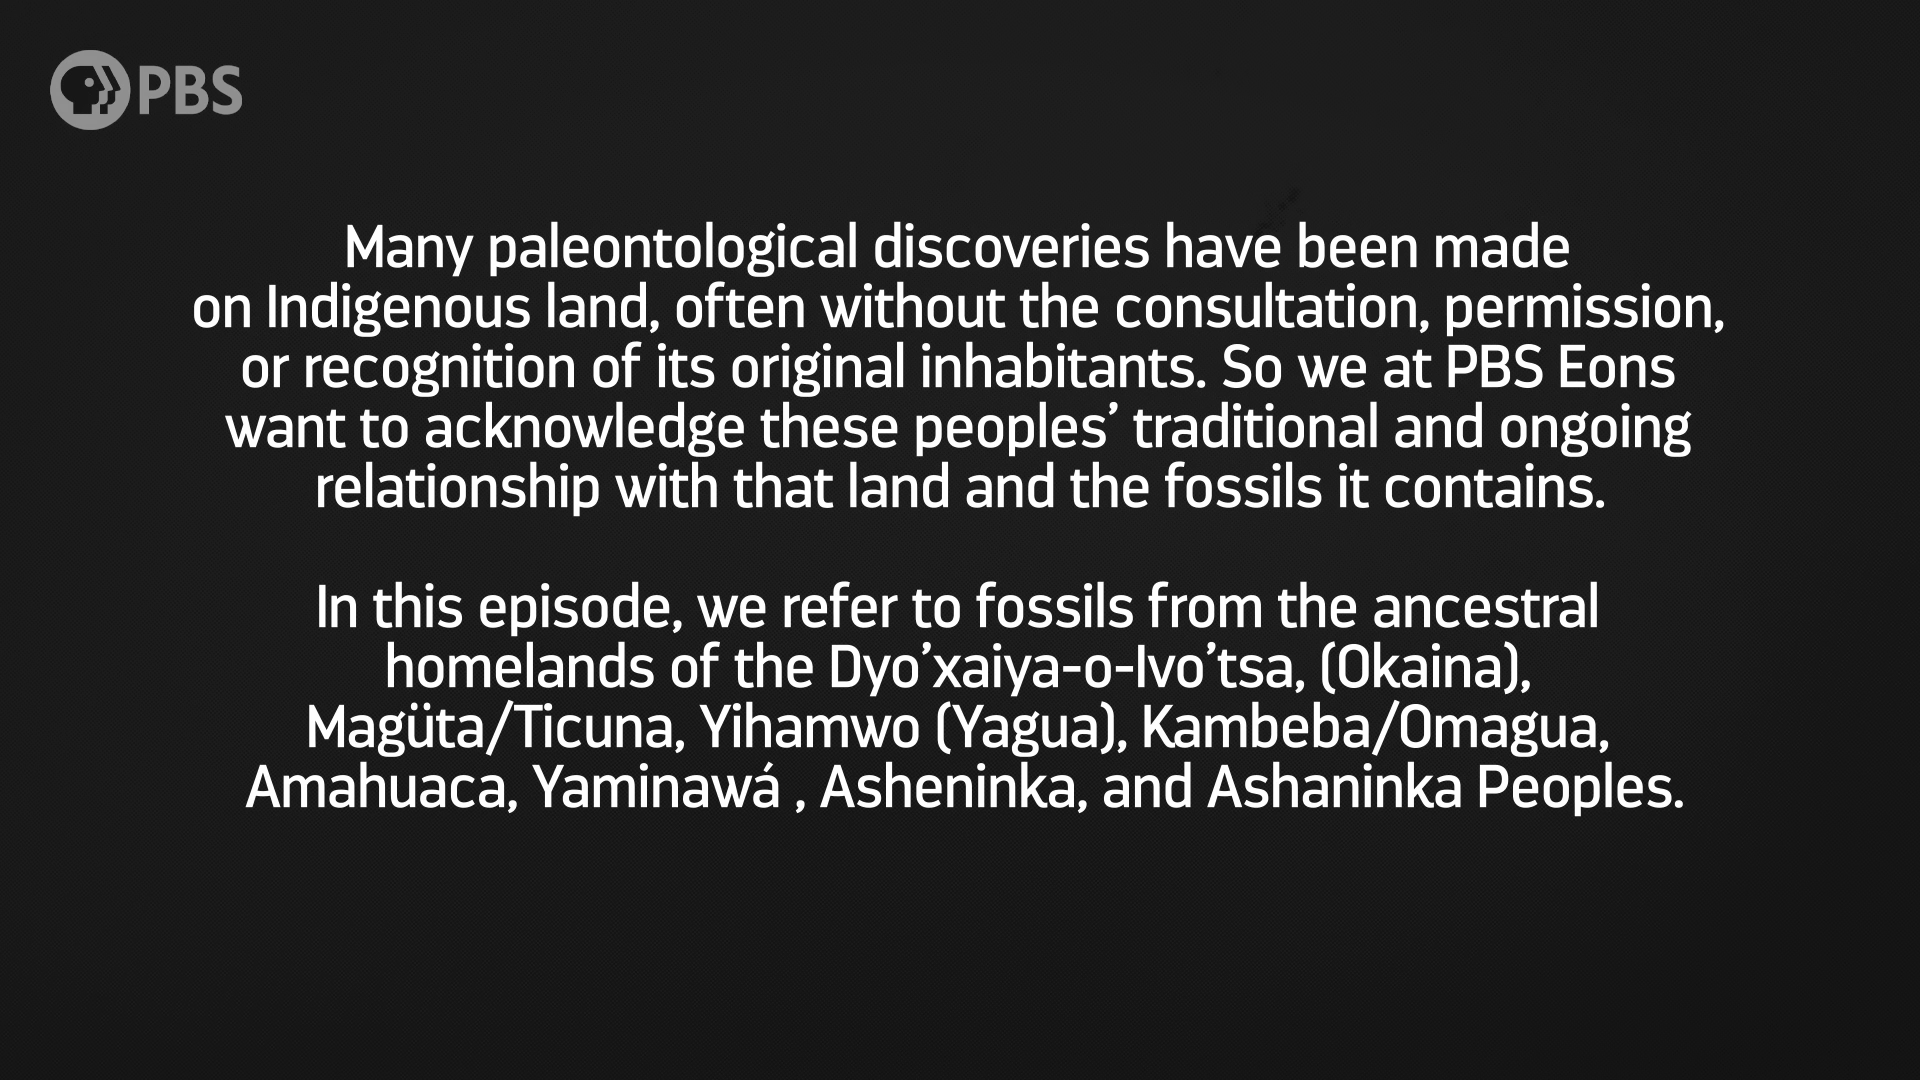 PBS
Many paleontological discoveries have been made
on Indigenous land, often without the consultation, permission,
or recognition of its original inhabitants. So we at PBS Eons
want to acknowledge these peoples’ traditional and ongoing
relationship with that land and the fossils it contains.
In this episode, we refer to fossils from the ancestral
homelands of the Dyo’xaiya-o-Ivo’tsa, (Okaina),
Magüta/Ticuna, Yihamwo (Yagua), Kambeba/Omagua,
Amahuaca, Yaminawá , Asheninka, and Ashaninka Peoples.